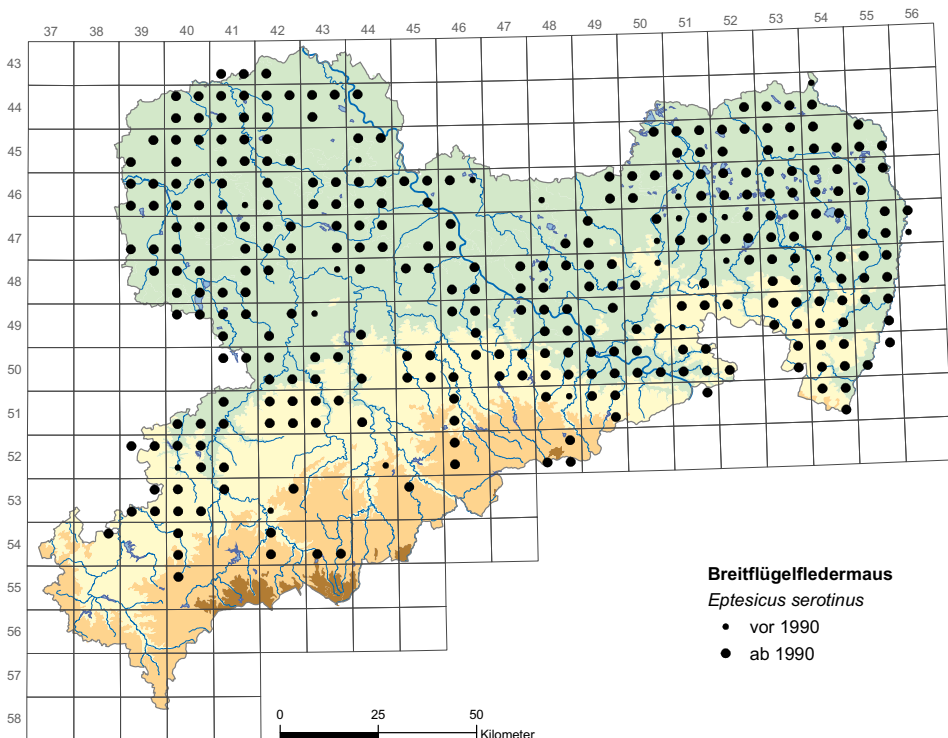 37 38 39 40 41 42 43 44 45 46 47 48 49 50 51 52 53 54 55 56
43
44
45
46
47
48
49
50
51
52
53
54
55
56
57
58
Breitflügelfledermaus
Eptesicus serotinus
vor 1990
ab 1990
0 25 50
Kilometer